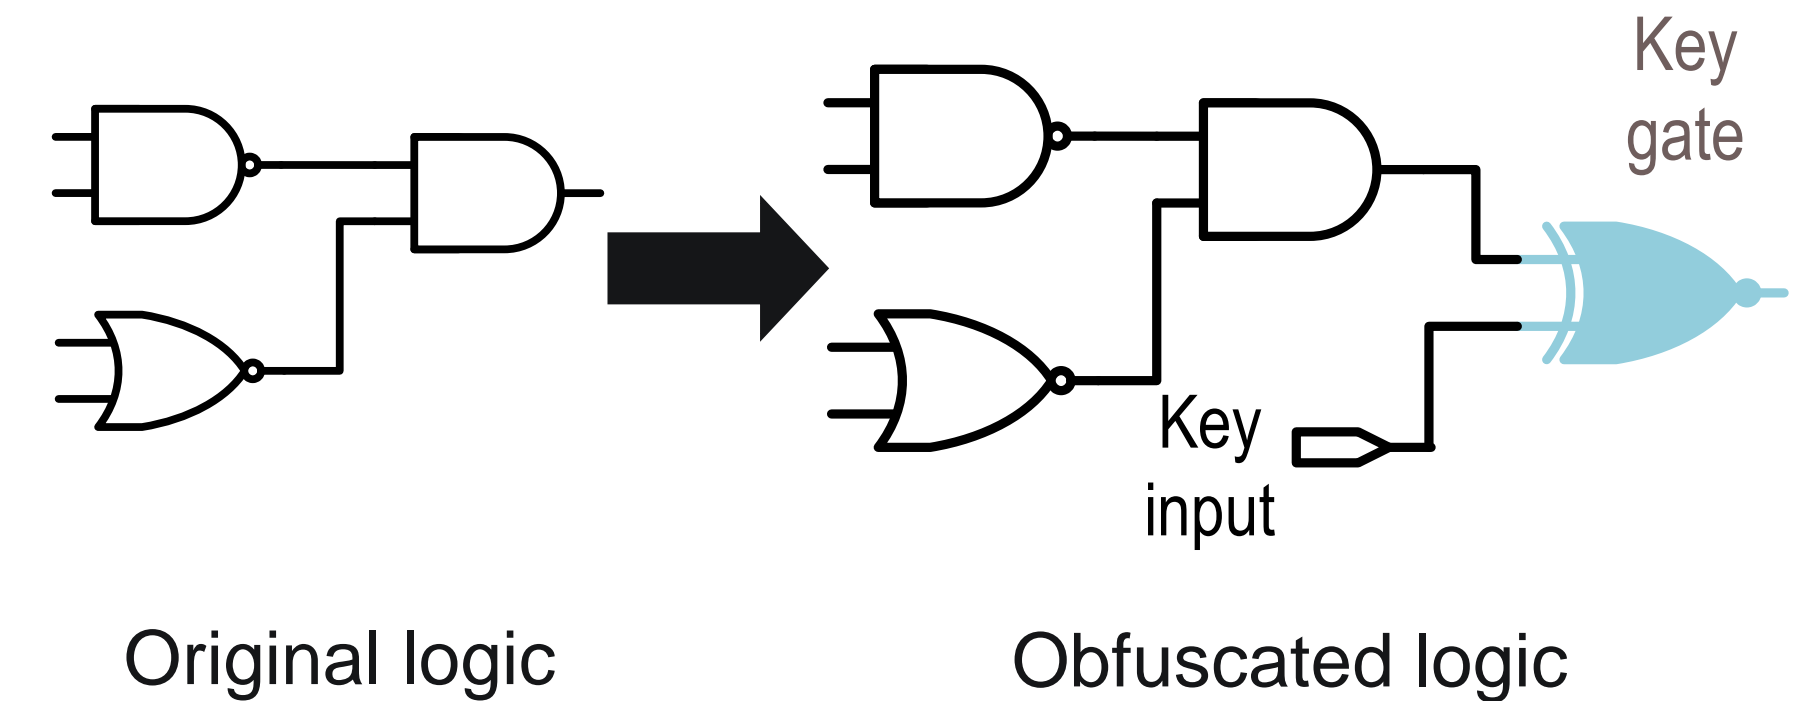 Key
gate
Key
input
Original logic
Obfuscated logic